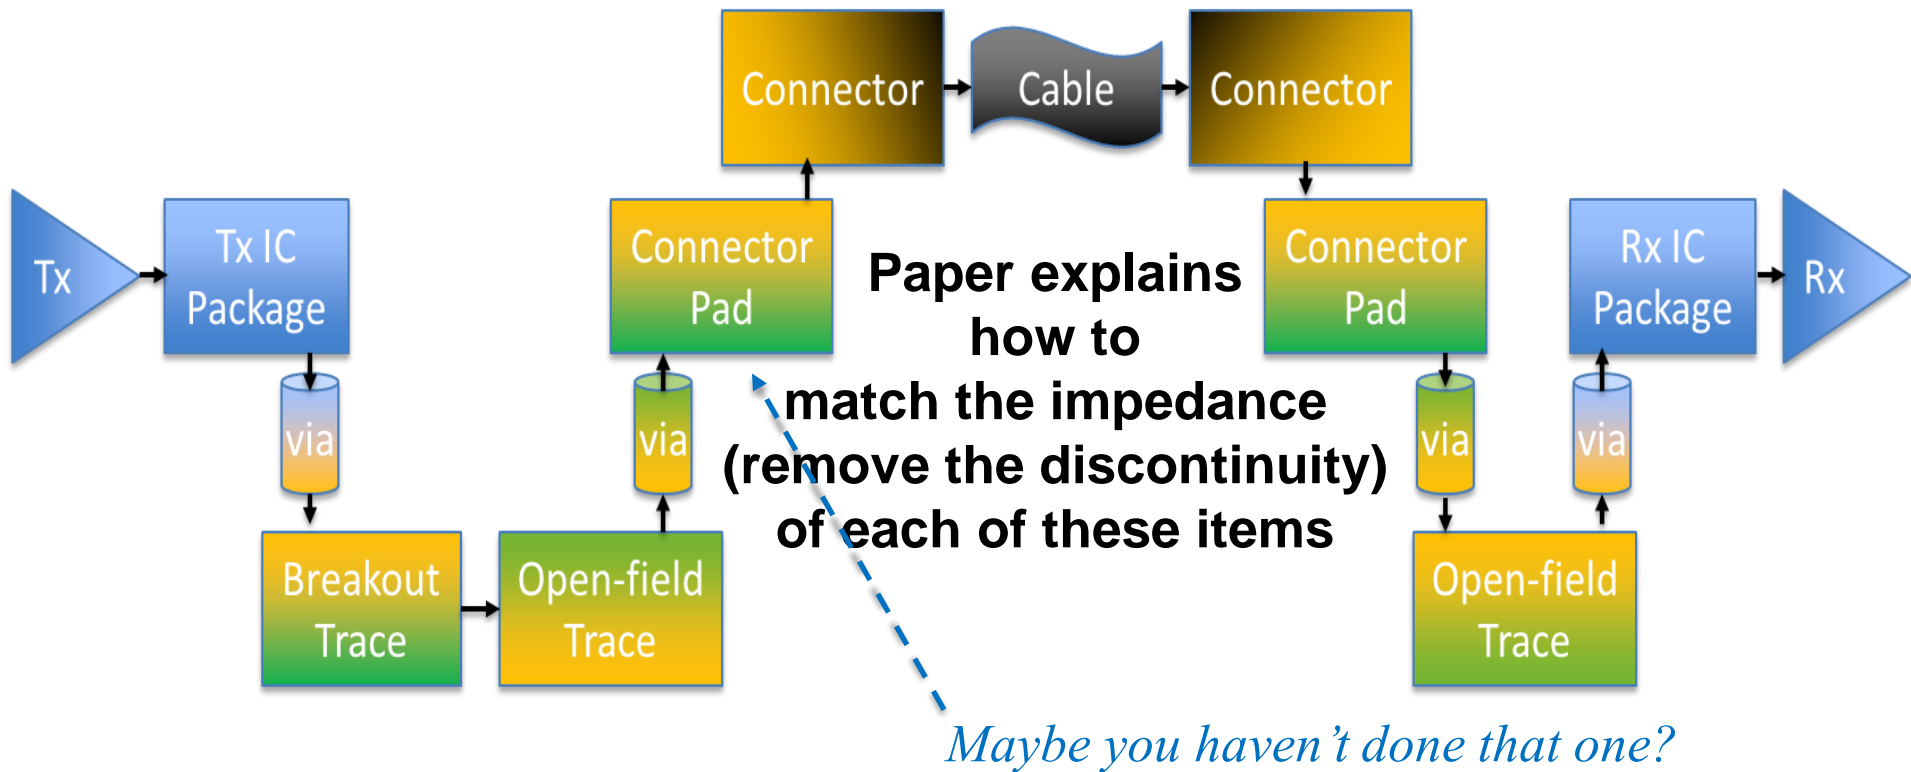 Connector
Cable
Connector
Tx
Tx IC
Package
Connector
Pad
Paper explains
how to
match the impedance
(remove the discontinuity)
of each of these items
Connector
Pad
Rx IC
Package
Rx
via
via
via
via
Breakout
Trace
Open-field
Trace
Open-field
Trace
Maybe you haven’t done that one?